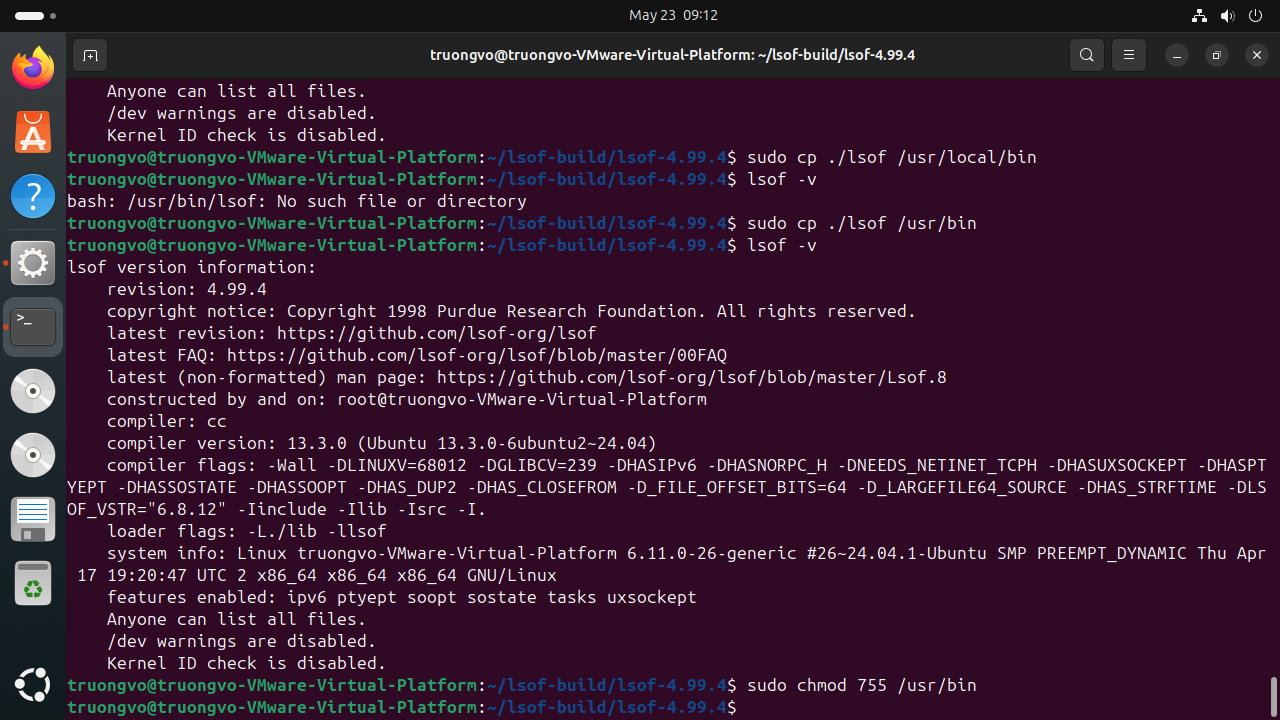 May 23 09:12
truongvo@truongvo-VMware-Virtual-Platform: ~/lsof-build/lsof-4.99.4
Anyone can list all files.
/dev warnings are disabled.
Kernel ID check is disabled.
truongvo@truongvo-VMware-Virtual-Platform:~/lsof-build/lsof-4.99.4$ sudo cp ./lsof /usr/local/bin
truongvo@truongvo-VMware-Virtual-Platform:~/lsof-build/lsof-4.99.4$ lsof -v
bash: /usr/bin/lsof: No such file or directory
truongvo@truongvo-VMware-Virtual-Platform:~/lsof-build/lsof-4.99.4$ sudo cp ./lsof /usr/bin
truongvo@truongvo-VMware-Virtual-Platform:~/lsof-build/lsof-4.99.4$ lsof -v
lsof version information:
revision: 4.99.4
copyright notice: Copyright 1998 Purdue Research Foundation. All rights reserved.
latest revision: https://github.com/lsof-org/lsof
latest FAQ: https://github.com/lsof-org/lsof/blob/master/00FAQ
latest (non-formatted) man page: https://github.com/lsof-org/lsof/blob/master/Lsof.8
constructed by and on: root@truongvo-VMware-Virtual-Platform
compiler: cc
compiler version: 13.3.0 (Ubuntu 13.3.0-6ubuntu2~24.04)
compiler flags: -Wall -DLINUXV=68012 -DGLIBCV=239 -DHASIPv6 -DHASNORPC_H -DNEEDS_NETINET_TCPH -DHASUXSOCKEPT -DHASPT
YEPT -DHASSOSTATE -DHASSOOPT -DHAS_DUP2 -DHAS_CLOSEFROM -D_FILE_OFFSET_BITS=64 -D_LARGEFILE64_SOURCE -DHAS_STRFTIME -DLS
OF_VSTR="6.8.12" -Iinclude -Ilib -Isrc -I.
loader flags: -L./lib -llsof
system info: Linux truongvo-VMware-Virtual-Platform 6.11.0-26-generic #26~24.04.1-Ubuntu SMP PREEMPT_DYNAMIC Thu Apr
17 19:20:47 UTC 2 x86_64 x86_64 x86_64 GNU/Linux
features enabled: ipv6 ptyept soopt sostate tasks uxsockept
Anyone can list all files.
/dev warnings are disabled.
Kernel ID check is disabled.
truongvo@truongvo-VMware-Virtual-Platform:~/lsof-build/lsof-4.99.4$ sudo chmod 755 /usr/bin
truongvo@truongvo-VMware-Virtual-Platform:~/lsof-build/lsof-4.99.4$